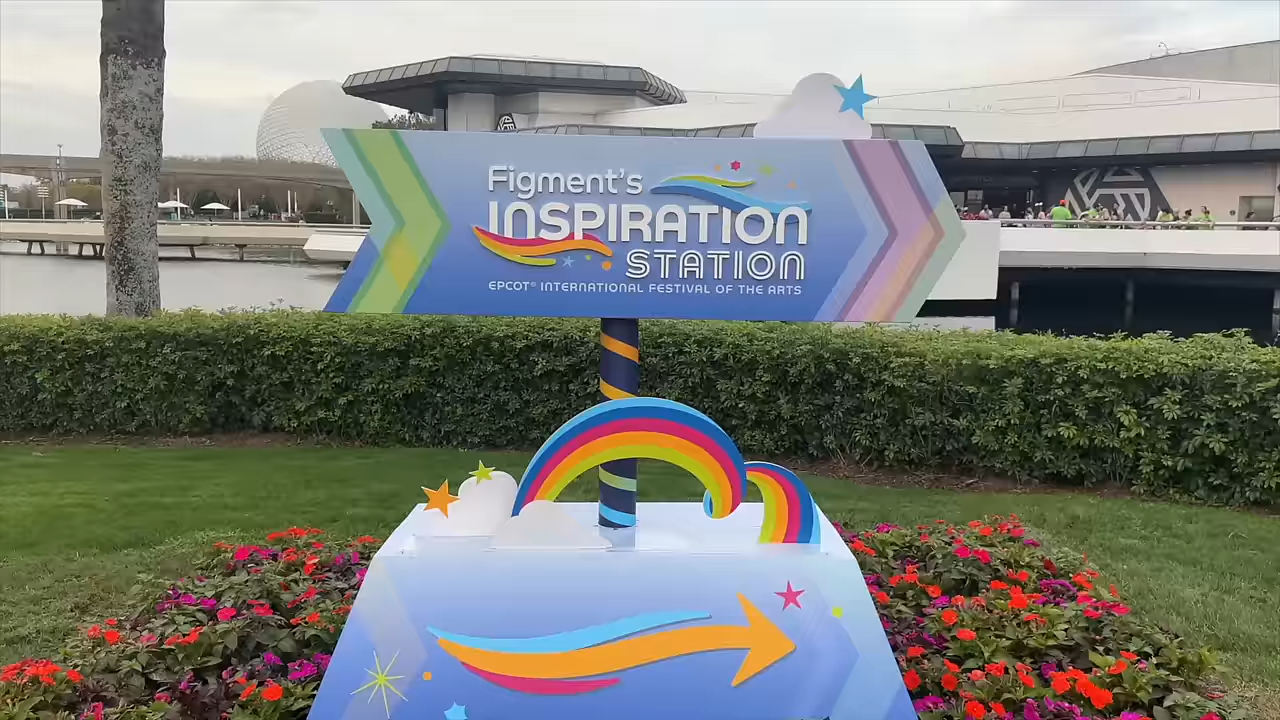 Figment's
INSPIRATION
STATION
EPCOT® INTERNATIONAL FESTIVAL OF THE ARTS